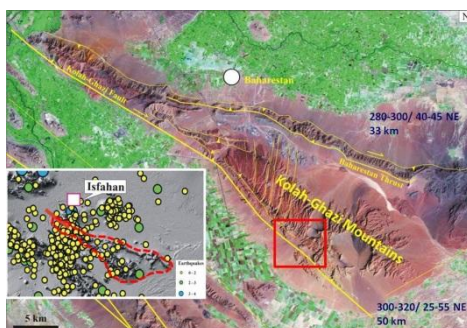 N
Kolah-Ghazi Fault
Baharestan
280-300/ 40-45 NE
33 km
Baharestan Thrust
Isfahan
Kolah-Ghazi Mountains
Earthquakes
300-320/ 25-55 NE
50 km
5 km